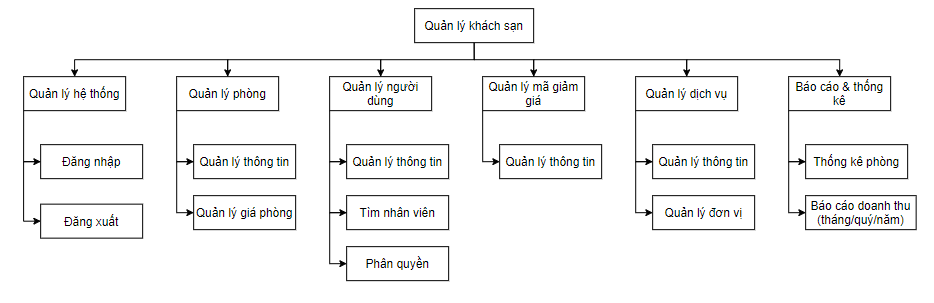 Quản lý khách sạn
Quản lý hệ thống
Quản lý phòng
Quản lý người
dùng
Quản lý mã giảm
giá
Quản lý dịch vụ
Báo cáo & thống
kê
Đăng nhập
Quản lý thông tin
Quản lý thông tin
Quản lý thông tin
Quản lý thông tin
Thống kê phòng
Đăng xuất
Quản lý giá phòng
Tìm nhân viên
Quản lý đơn vị
Báo cáo doanh thu
(tháng/quý/năm)
Phân quyền